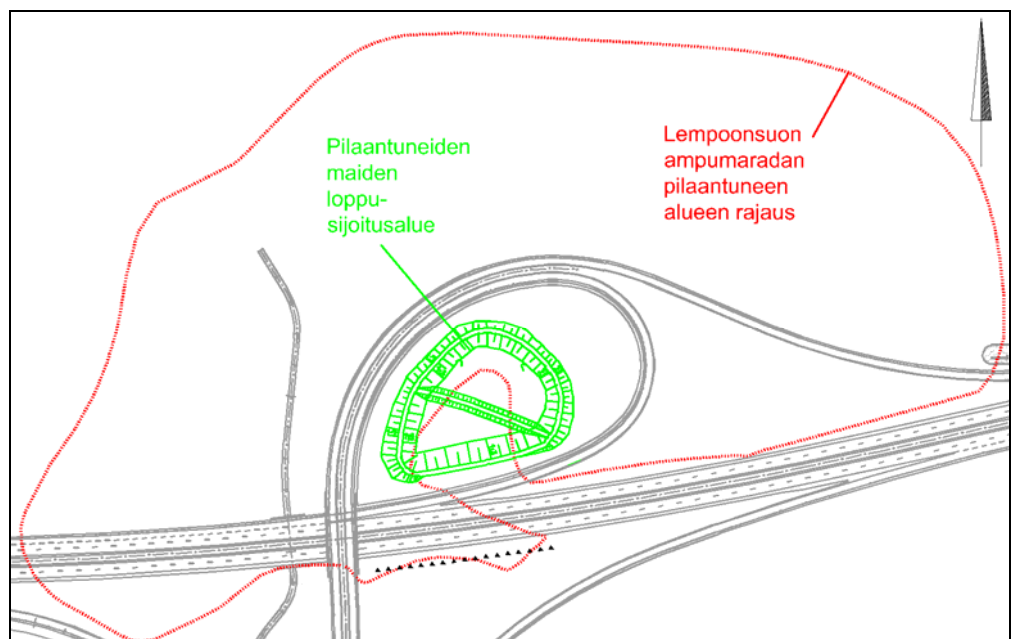 Pilaantuneiden
maiden
loppu-
sijoitusalue
Lempoonsuon
ampumaradan
pilaantuneen
alueen rajaus